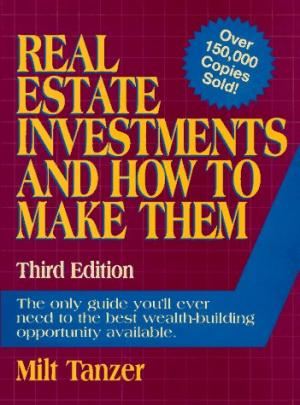 REAL
ESTATE
INVESTMENTS
AND HOW TO
MAKE THEM
Over
150,000
Copies
Sold!
Third Edition
The only guide you'll ever
need to the best wealth-building
opportunity available.
Milt Tanzer